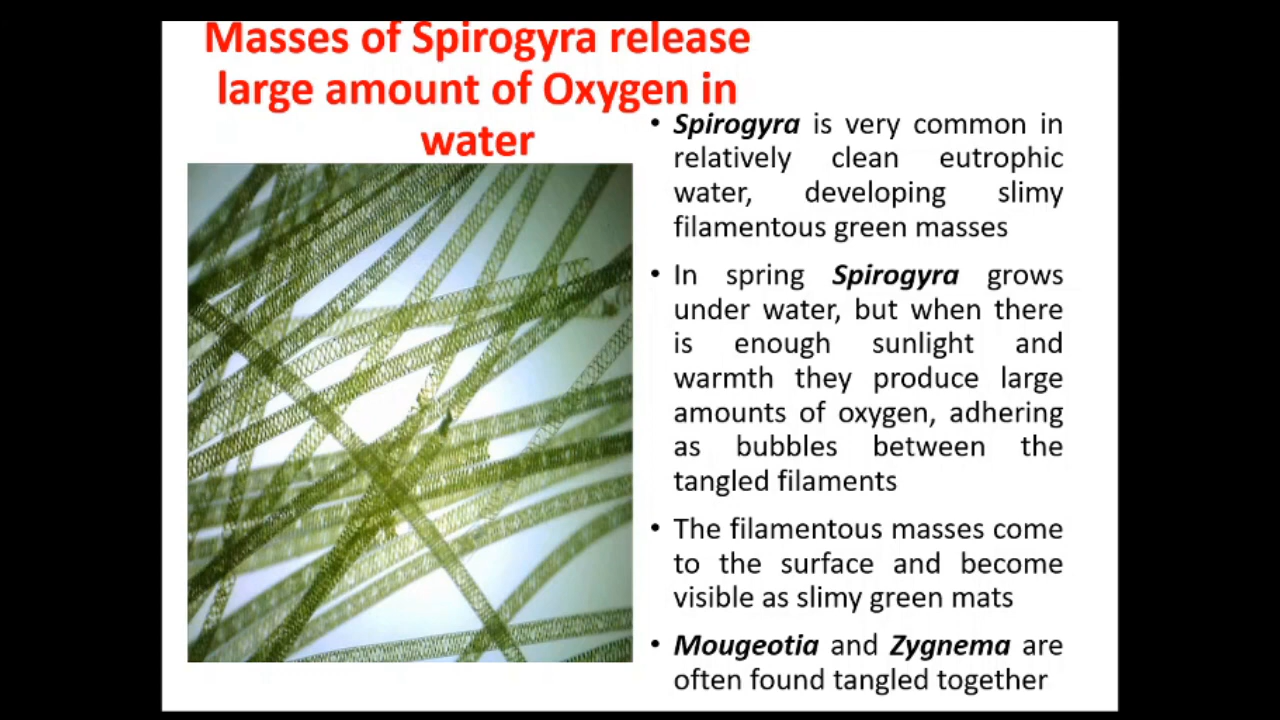 Masses of Spirogyra release
large amount of Oxygen in
water
• Spirogyra is very common in
relatively clean eutrophic
water, developing slimy
filamentous green masses
• In spring Spirogyra grows
under water, but when there
is enough sunlight and
warmth they produce large
amounts of oxygen, adhering
as bubbles between the
tangled filaments
• The filamentous masses come
to the surface and become
visible as slimy green mats
• Mougeotia and Zygnema are
often found tangled together